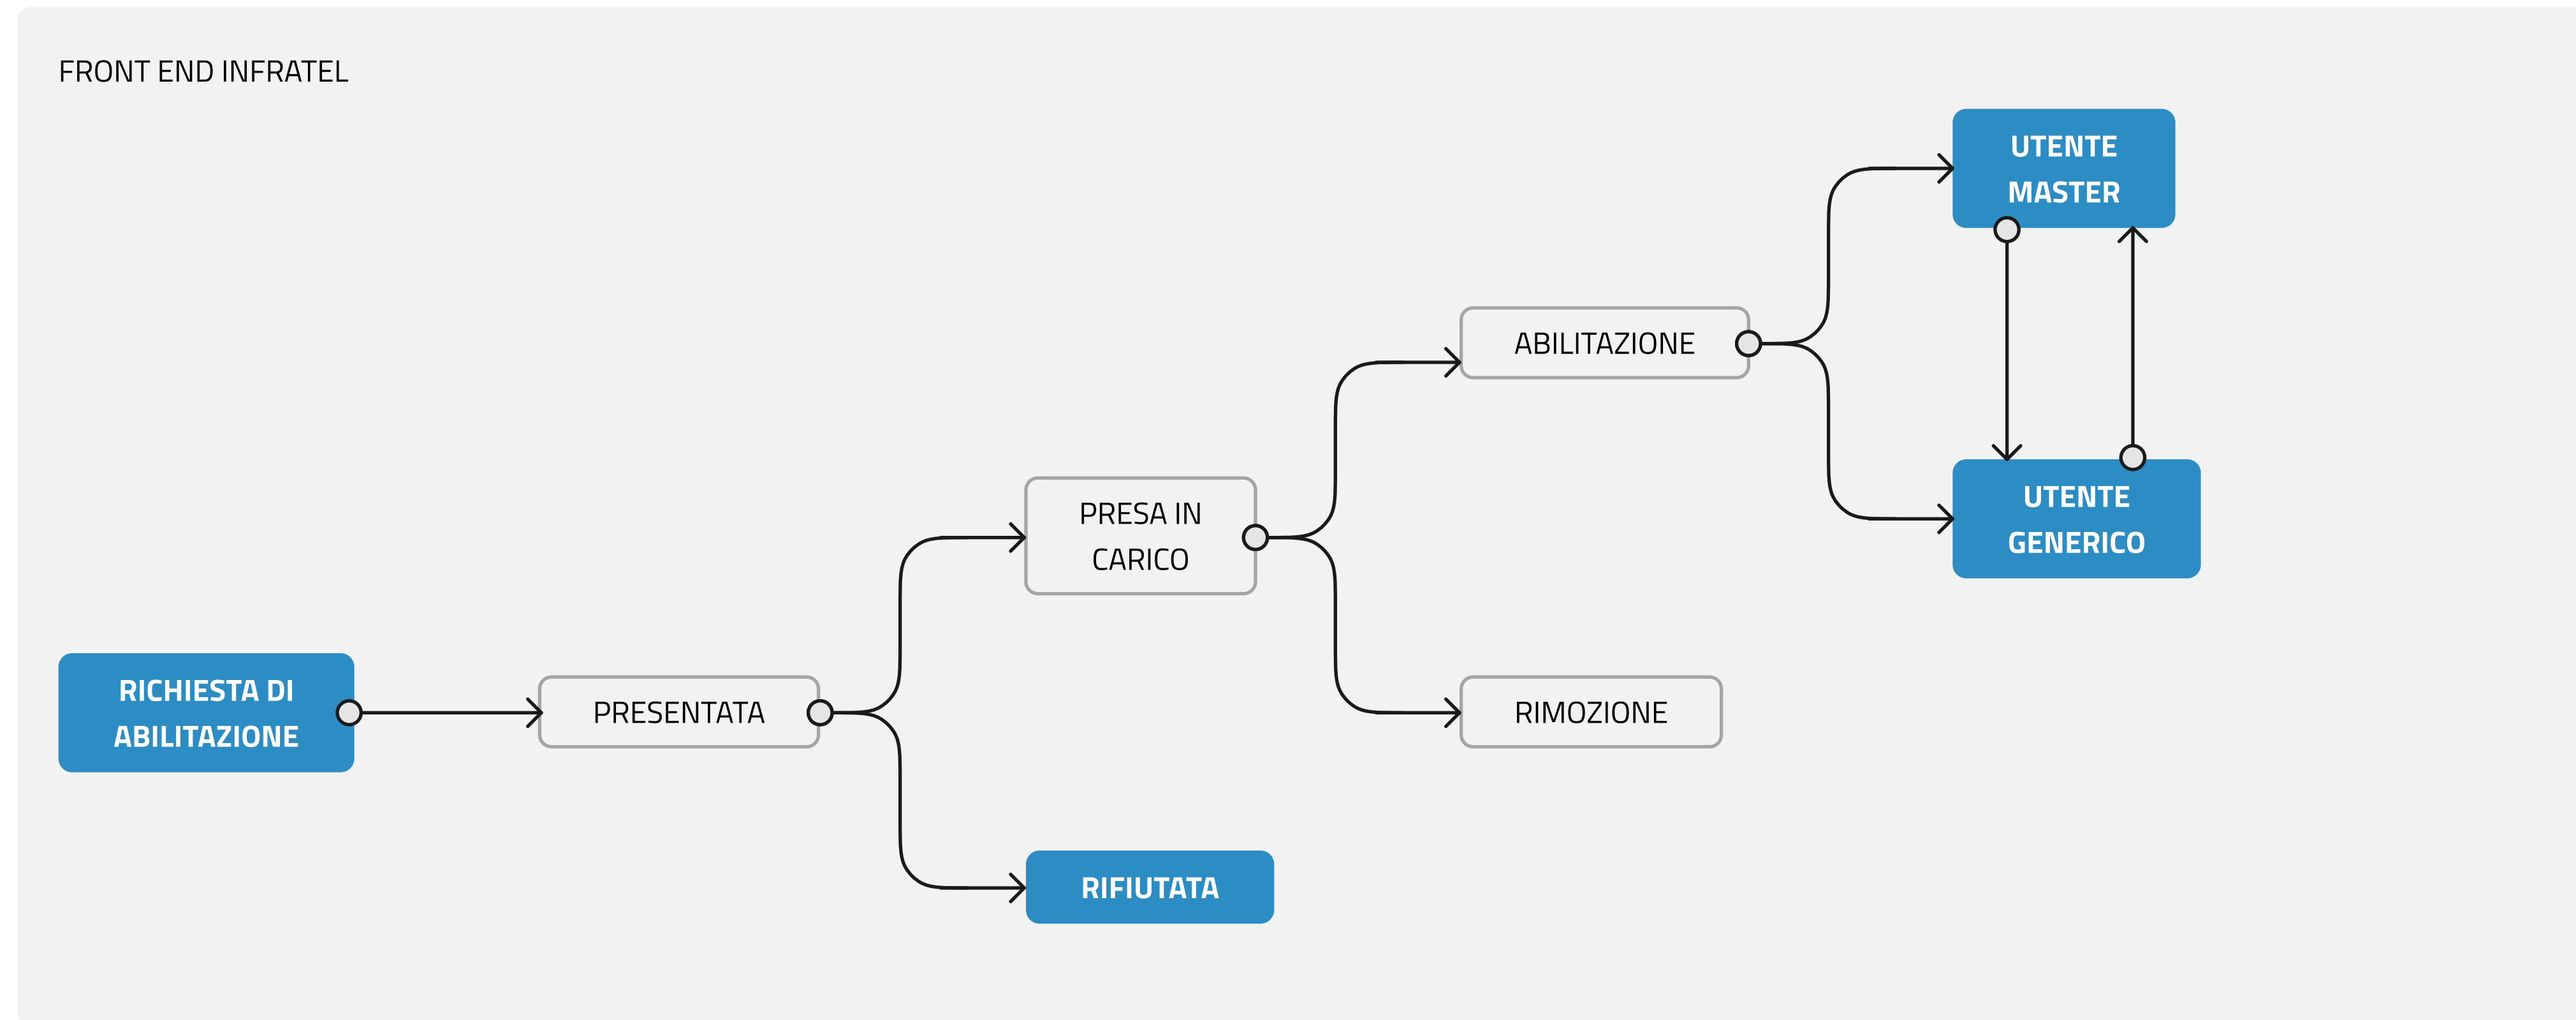 FRONT END INFRATEL
UTENTE
MASTER
ABILITAZIONE
UTENTE
GENERICO
PRESA IN
CARICO
RICHIESTA DI
ABILITAZIONE
PRESENTATA
RIMOZIONE
RIFIUTATA